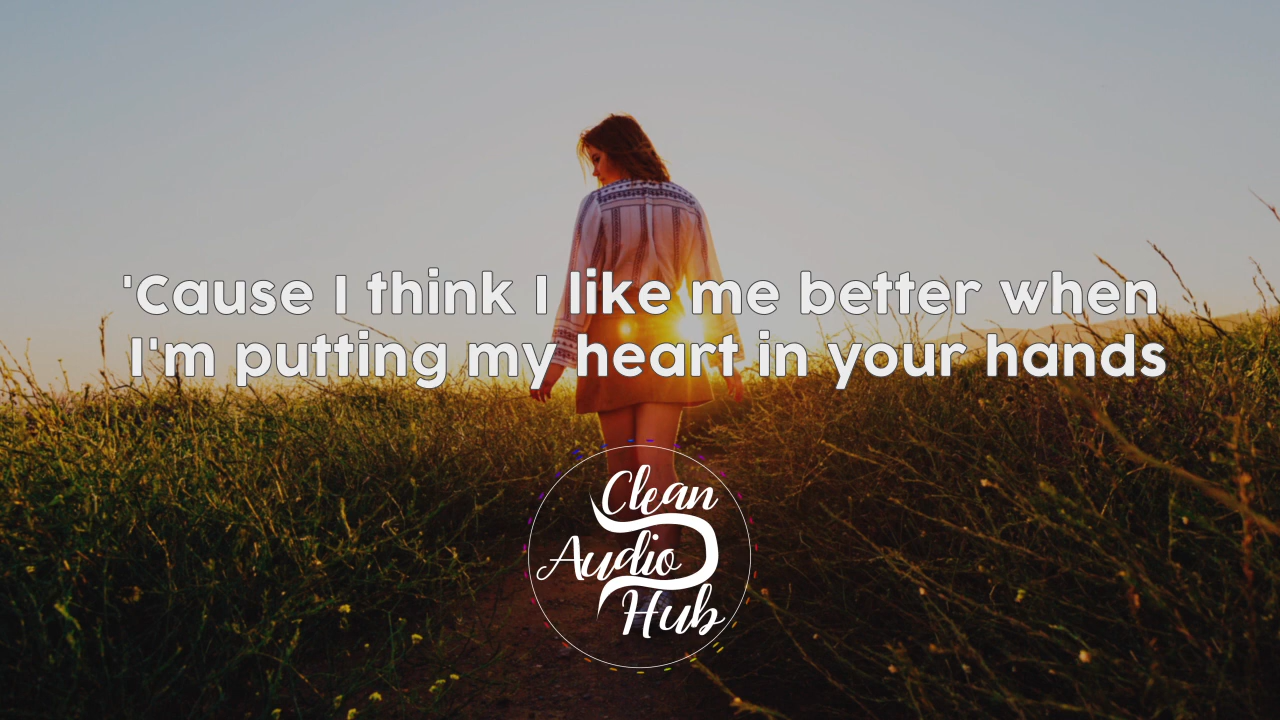 'Cause I think I like me better when
I'm putting my heart in your hands
Clean
Audio
Hub